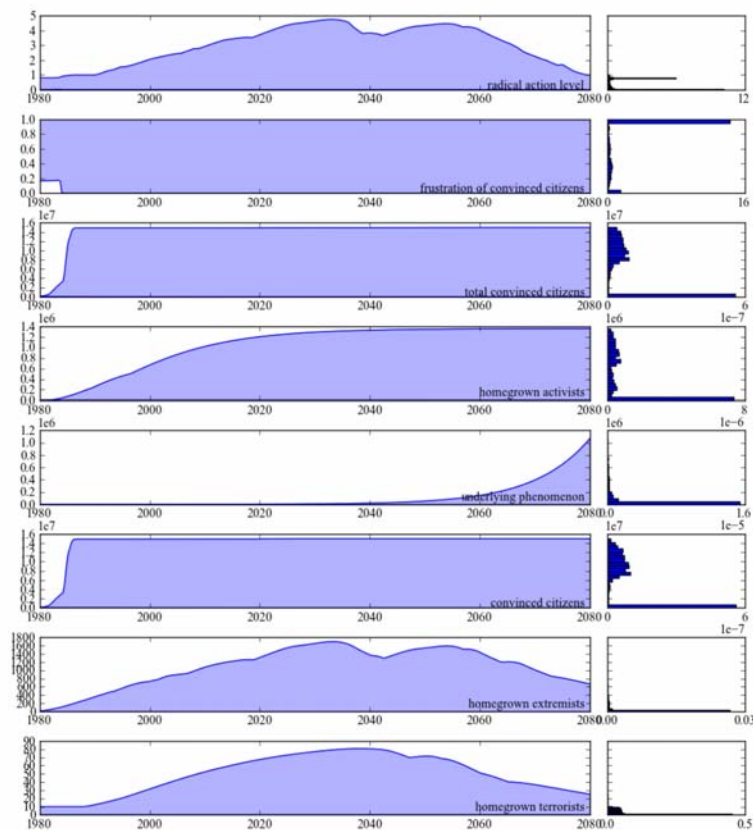 5
4
3
2
1
0
1980 2000 2020 2040 2060 2080
radical action level
0 12
1.0
0.8
0.6
0.4
0.2
0.0
1980 2000 2020 2040 2060 2080
frustration of convinced citizens
0 16
1e7
1.6
1.4
1.2
1.0
0.8
0.6
0.4
0.2
0.0
1980 2000 2020 2040 2060 2080
total convinced citizens
1e7
0 6
1e−7
1e6
1.4
1.2
1.0
0.8
0.6
0.4
0.2
0.0
1980 2000 2020 2040 2060 2080
homegrown activists
1e6
0 8
1e−6
1e6
1.2
1.0
0.8
0.6
0.4
0.2
0.0
1980 2000 2020 2040 2060 2080
underlying phenomenon
1e6
0.0 1.6
1e−5
1e7
1.6
1.4
1.2
1.0
0.8
0.6
0.4
0.2
0.0
1980 2000 2020 2040 2060 2080
convinced citizens
1e7
0 6
1e−7
1800
1600
1400
1200
1000
800
600
400
200
0
1980 2000 2020 2040 2060 2080
homegrown extremists
0.00 0.03
90
80
70
60
50
40
30
20
10
0
1980 2000 2020 2040 2060 2080
homegrown terrorists
0.0 0.5